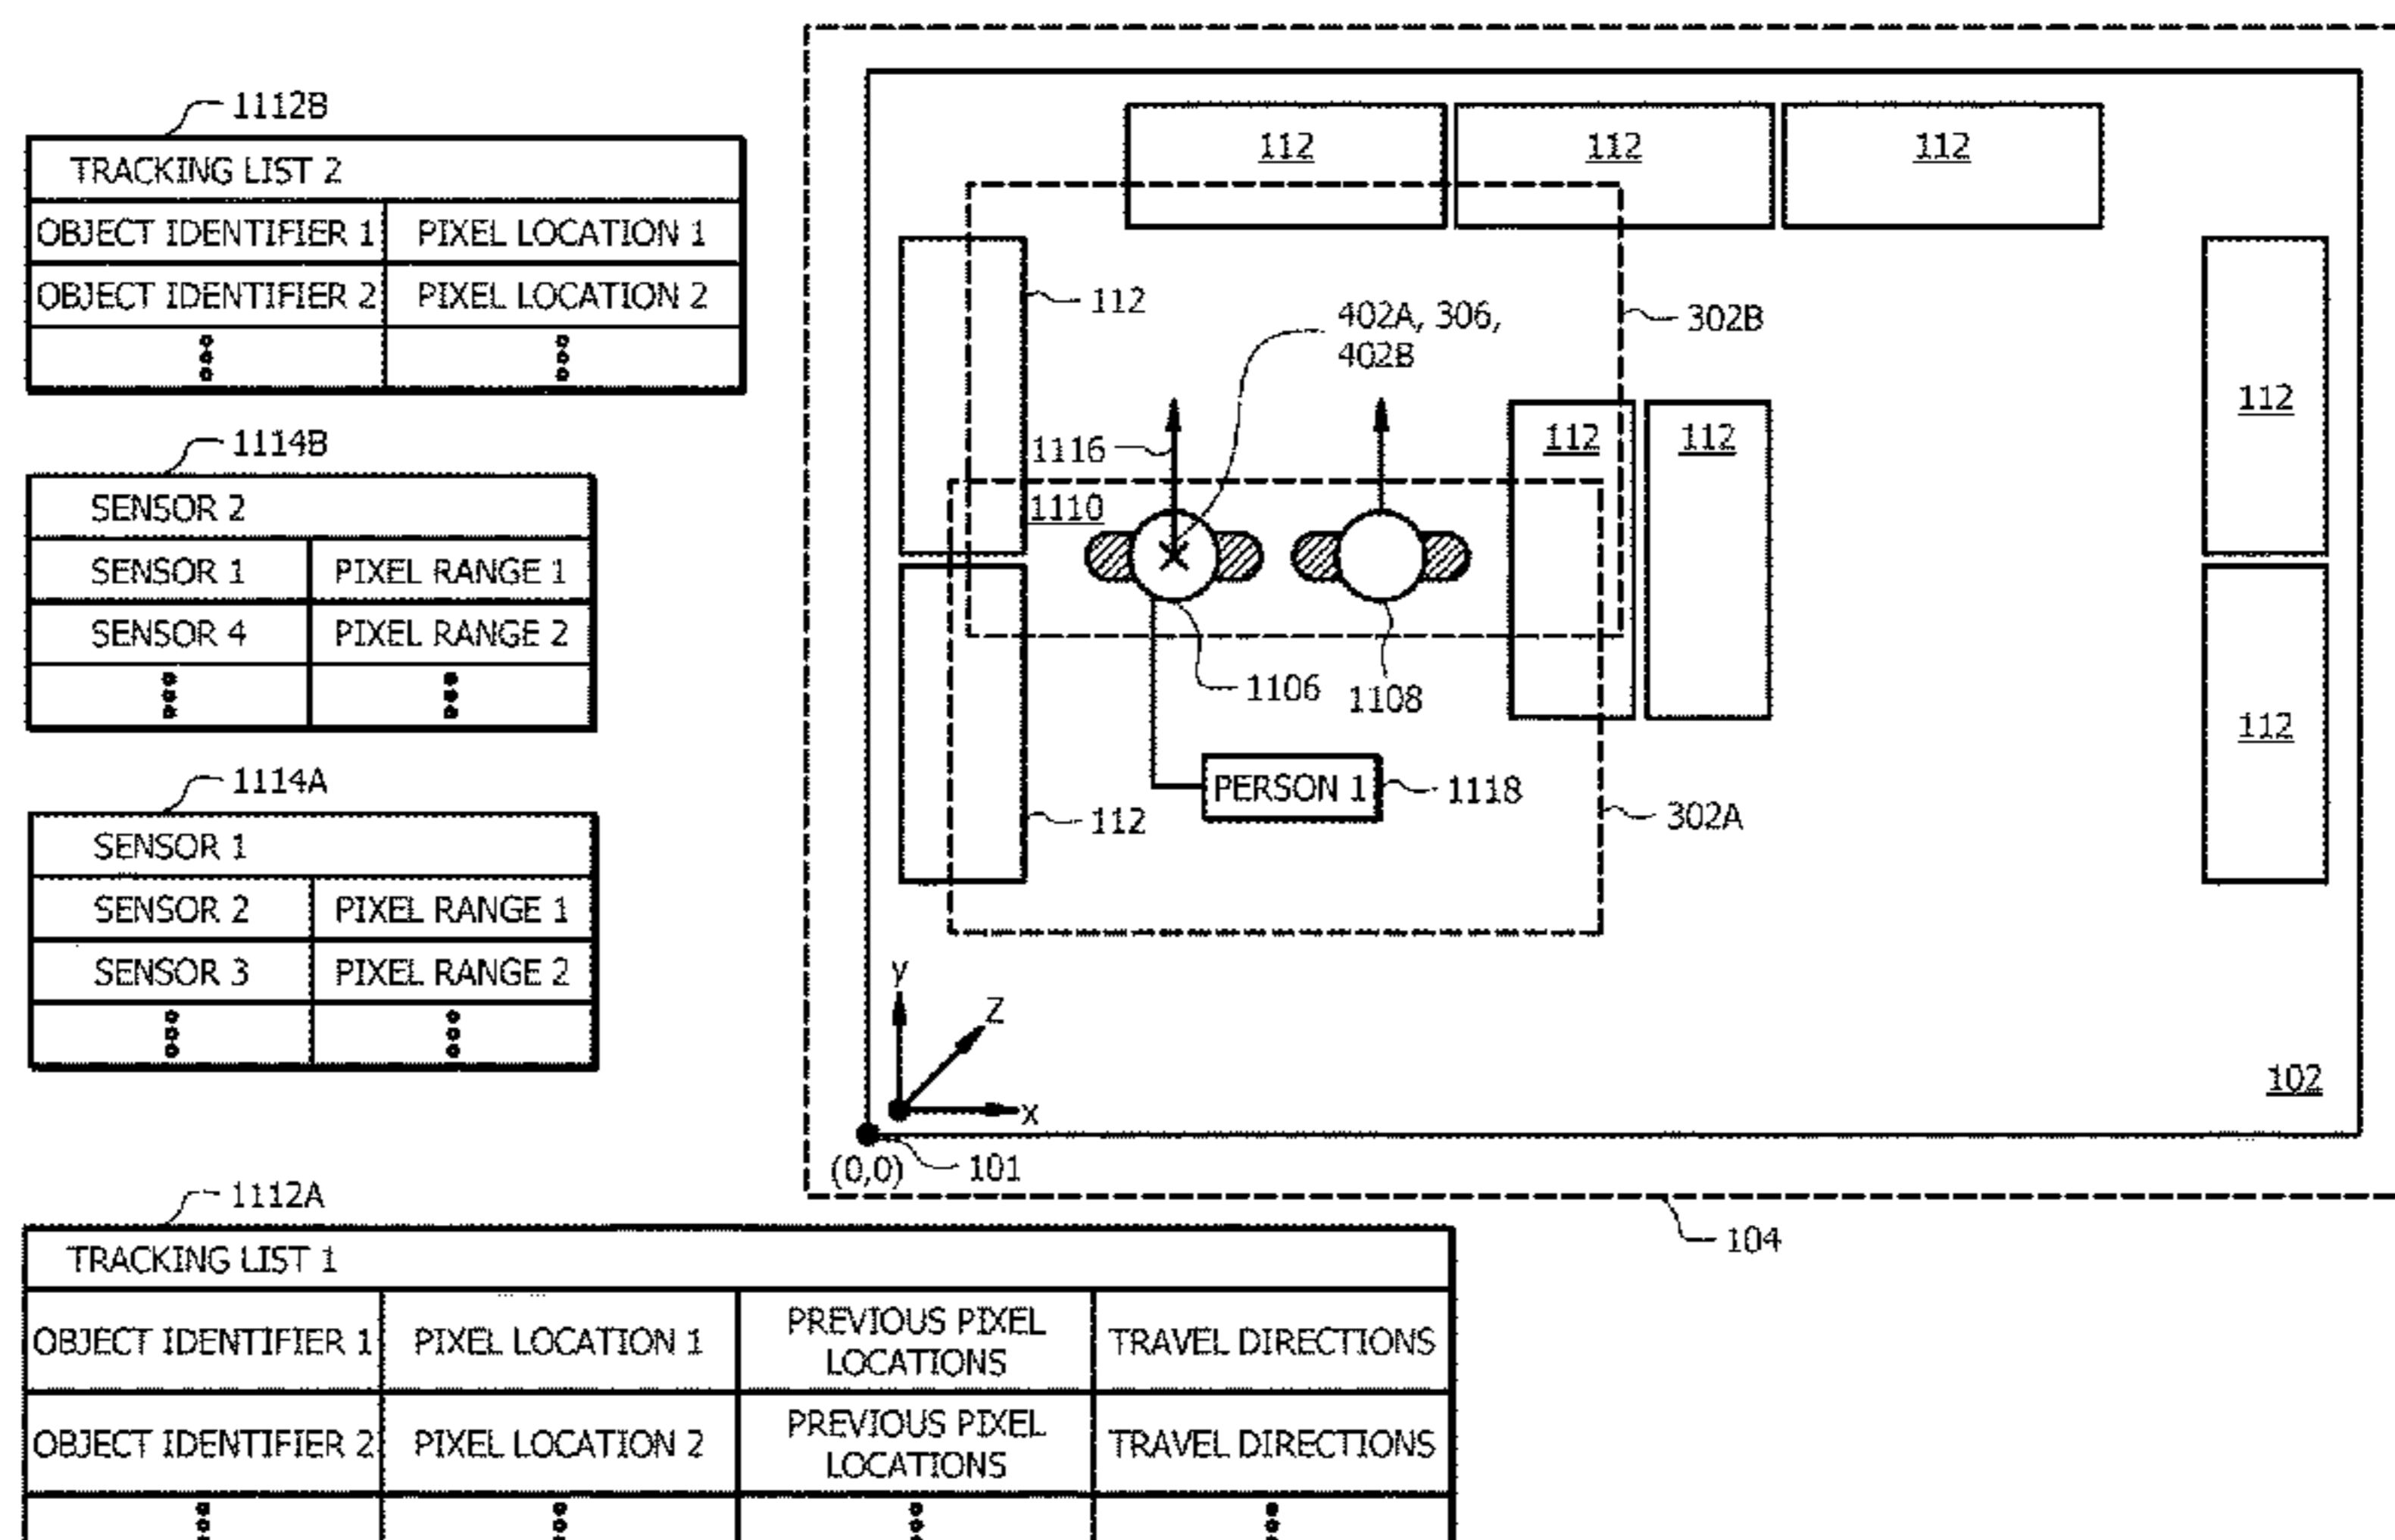 1112B
TRACKING LIST 2
OBJECT IDENTIFIER 1 PIXEL LOCATION 1
OBJECT IDENTIFIER 2 PIXEL LOCATION 2
1114B
SENSOR 2
SENSOR 1 PIXEL RANGE 1
SENSOR 4 PIXEL RANGE 2
1114A
SENSOR 1
SENSOR 2 PIXEL RANGE 1
SENSOR 3 PIXEL RANGE 2
112 112 112
112
402A, 306,
402B
302B
112
1116
112 112
1110
1106
1108
112
PERSON 1
1118
302A
112
y
Z
X
102
(0,0)
101
104
1112A
TRACKING LIST 1
OBJECT IDENTIFIER 1 PIXEL LOCATION 1 PREVIOUS PIXEL TRAVEL DIRECTIONS
LOCATIONS
OBJECT IDENTIFIER 2 PIXEL LOCATION 2 PREVIOUS PIXEL TRAVEL DIRECTIONS
LOCATIONS